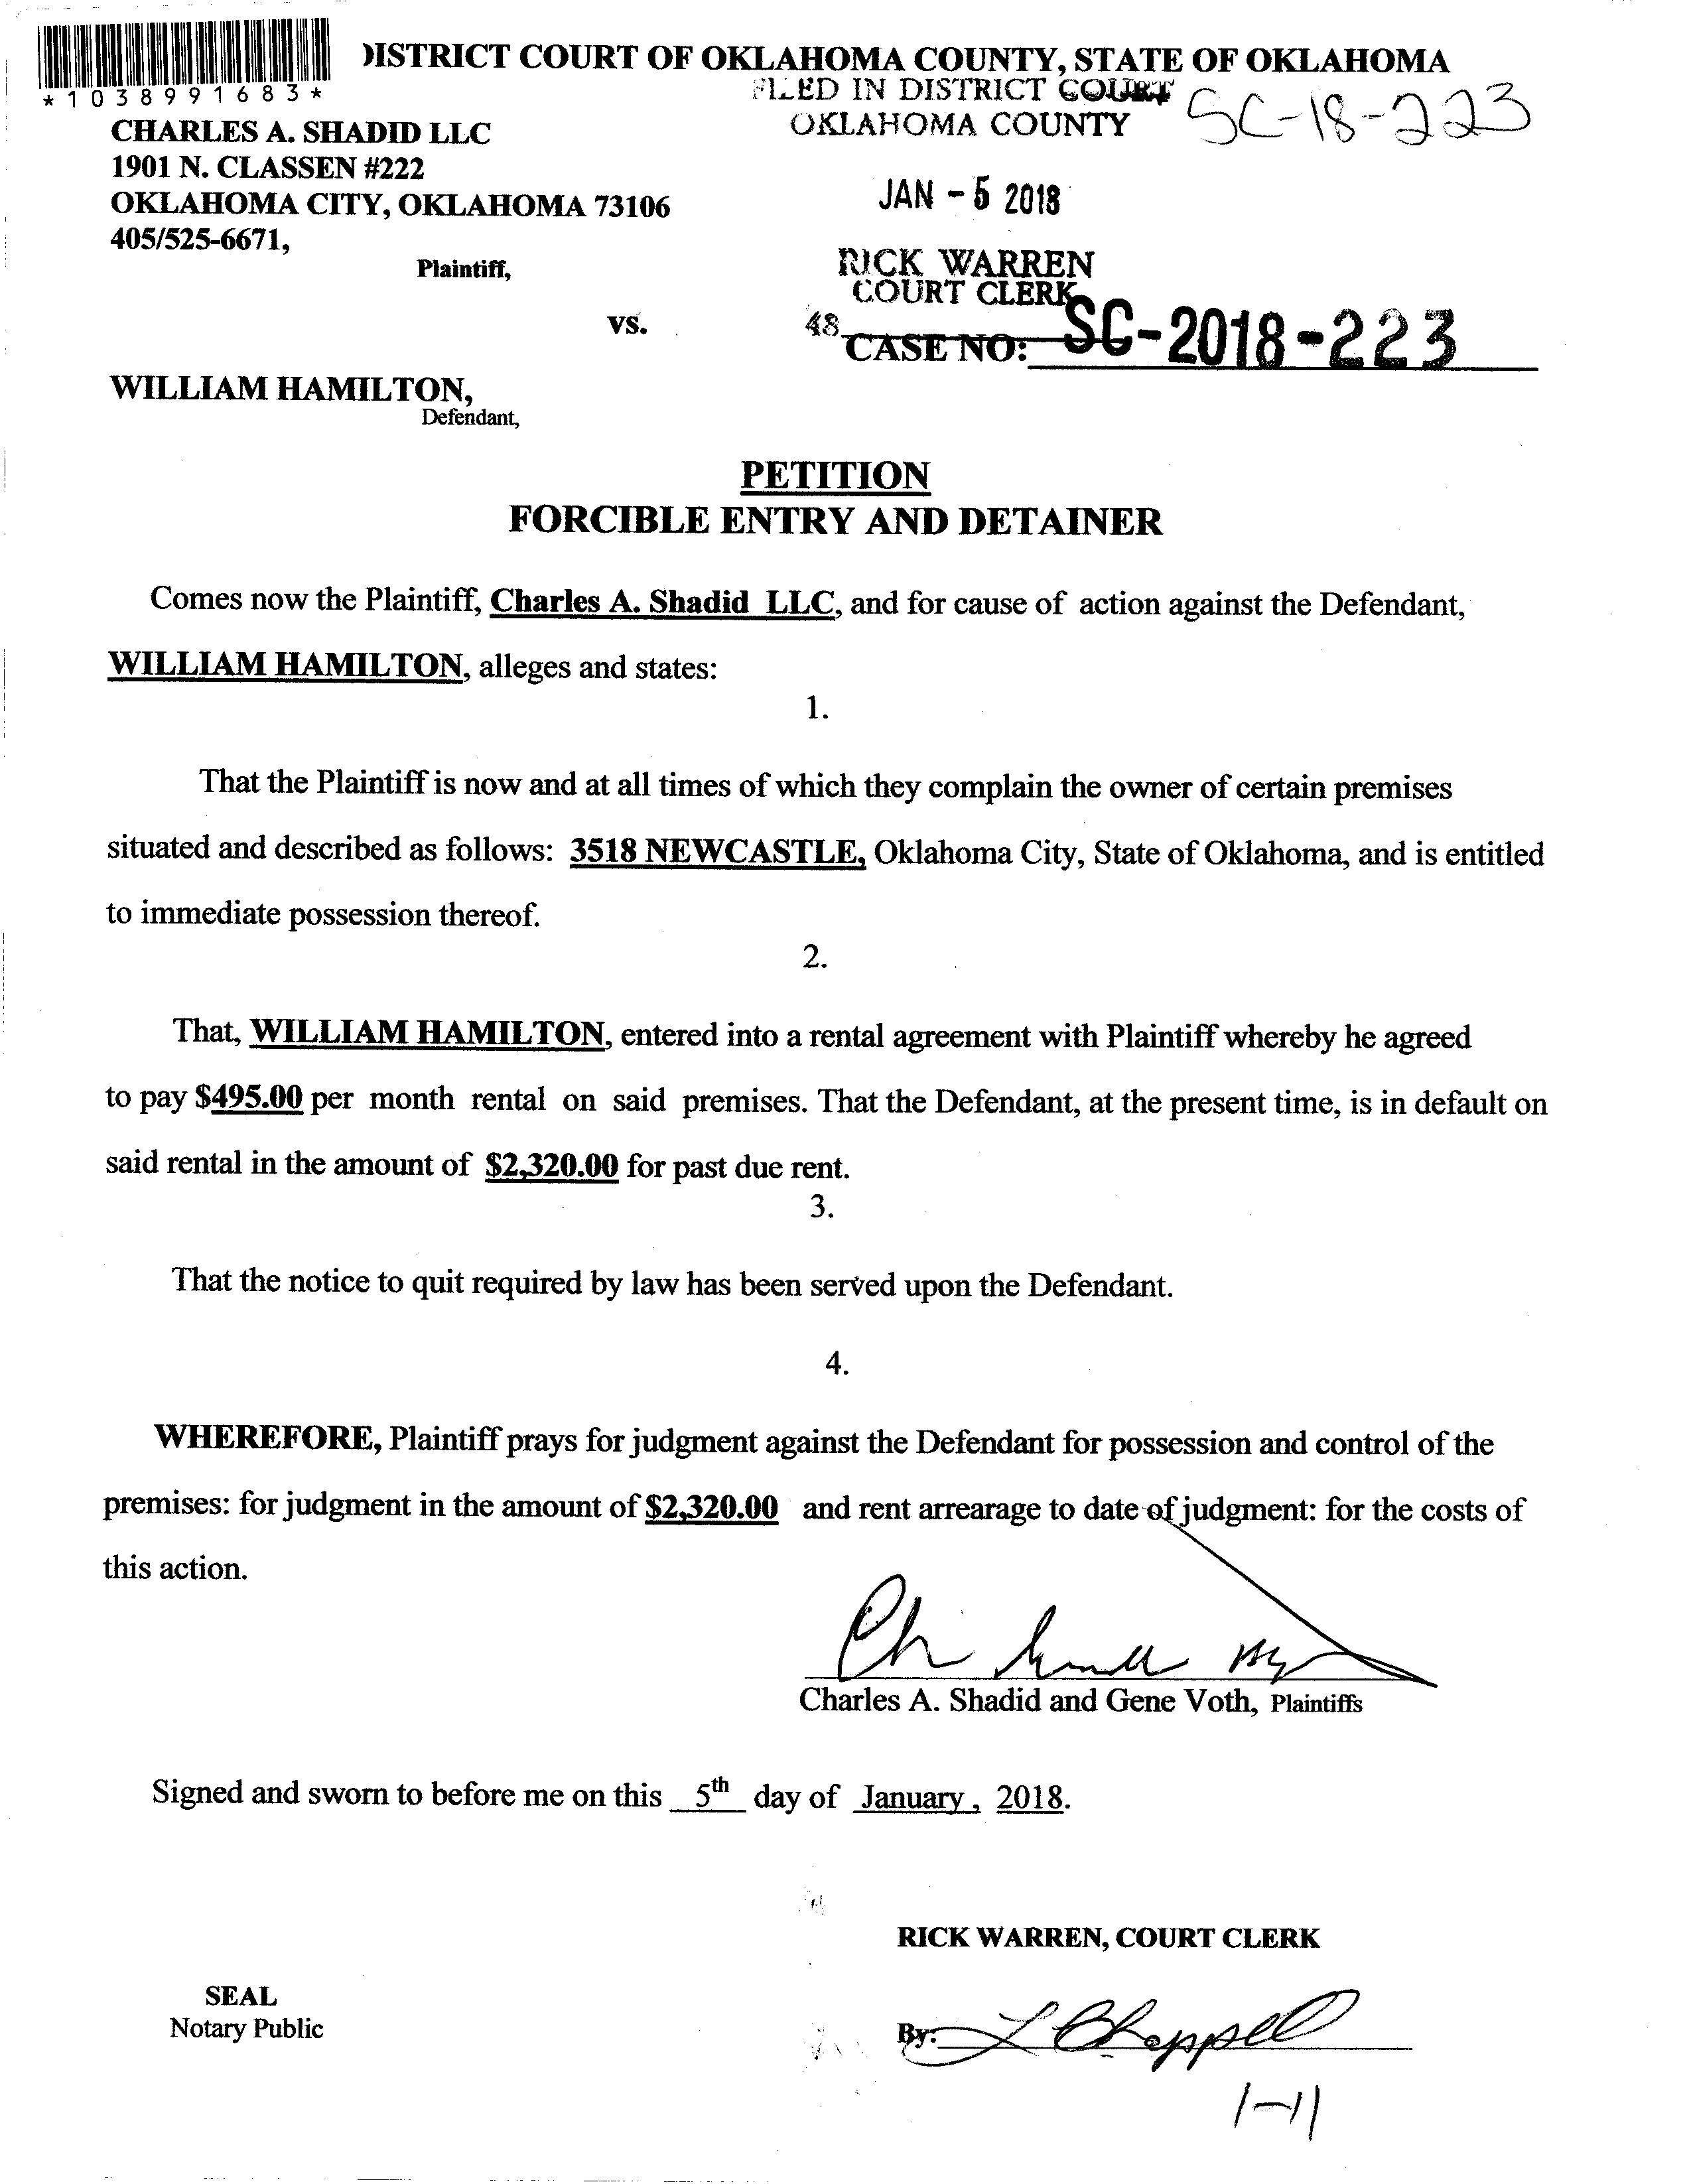 DISTRICT COURT OF OKLAHOMA COUNTY, STATE OF OKLAHOMA
*1038991683*
FILED IN DISTRICT COURT
OKLAHOMA COUNTY
SC-18-223
CHARLES A. SHADID LLC
1901 N. CLASSEN #222
OKLAHOMA CITY, OKLAHOMA 73106
405/525-6671,
Plaintiff,
JAN - 5 2018
RICK WARREN
COURT CLERK
vs.
48
CASE NO: SC-2018-223
WILLIAM HAMILTON,
Defendant,
PETITION
FORCIBLE ENTRY AND DETAINER
Comes now the Plaintiff, Charles A. Shadid LLC, and for cause of action against the Defendant,
WILLIAM HAMILTON, alleges and states:
1.
That the Plaintiff is now and at all times of which they complain the owner of certain premises
situated and described as follows: 3518 NEWCASTLE, Oklahoma City, State of Oklahoma, and is entitled
to immediate possession thereof.
2.
That, WILLIAM HAMILTON, entered into a rental agreement with Plaintiff whereby he agreed
to pay $495.00 per month rental on said premises. That the Defendant, at the present time, is in default on
said rental in the amount of $2,320.00 for past due rent.
3.
That the notice to quit required by law has been served upon the Defendant.
4.
WHEREFORE, Plaintiff prays for judgment against the Defendant for possession and control of the
premises: for judgment in the amount of $2,320.00 and rent arrearage to date of judgment: for the costs of
this action.
Charles A. Shadid and Gene Voth, Plaintiffs
Signed and sworn to before me on this 5th day of January, 2018.
RICK WARREN, COURT CLERK
SEAL
Notary Public
By: L Chappell
1-11